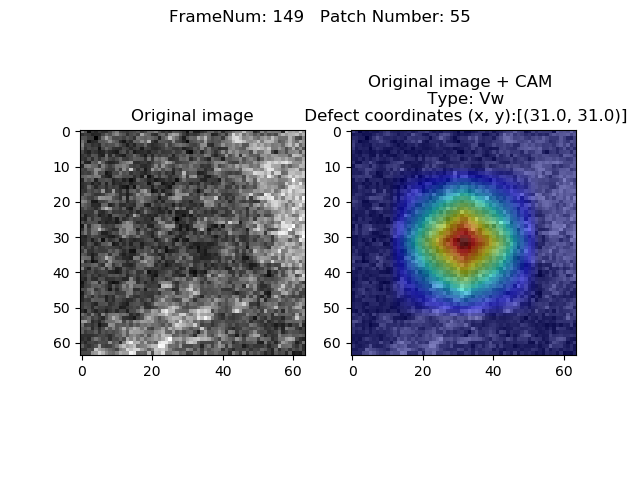 FrameNum: 149   Patch Number: 55
Original image
0
10
20
30
40
50
60
0 20 40 60
Original image + CAM
Type: Vw
Defect coordinates (x, y):[(31.0, 31.0)]
0
10
20
30
40
50
60
0 20 40 60